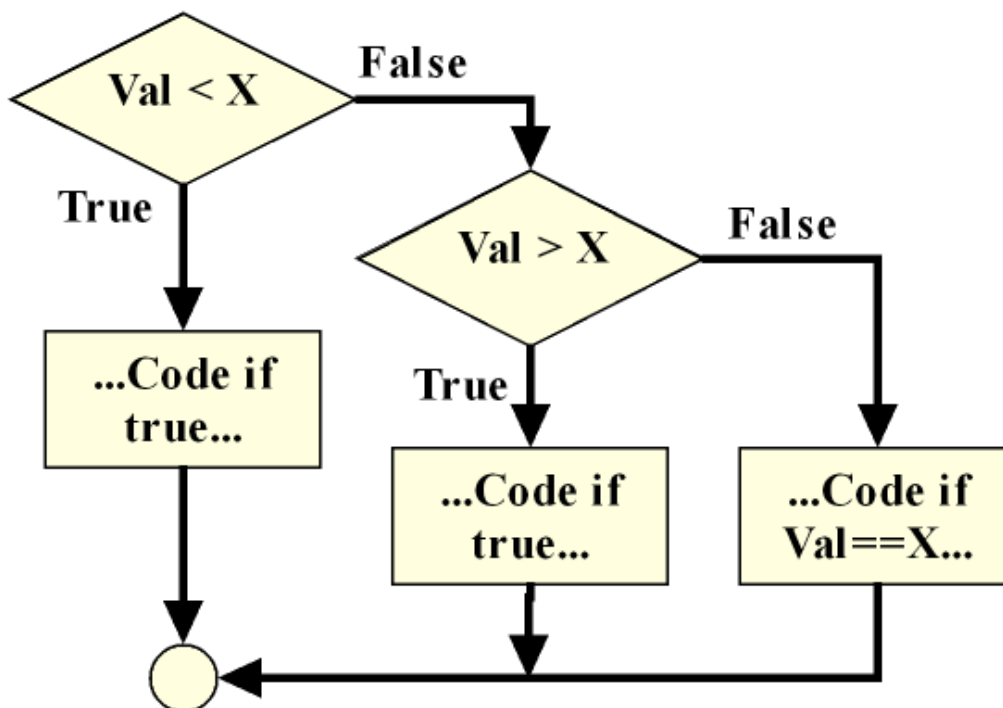 Val < X
False
True
Val > X
False
...Code if
true...
True
...Code if
true...
...Code if
Val==X...